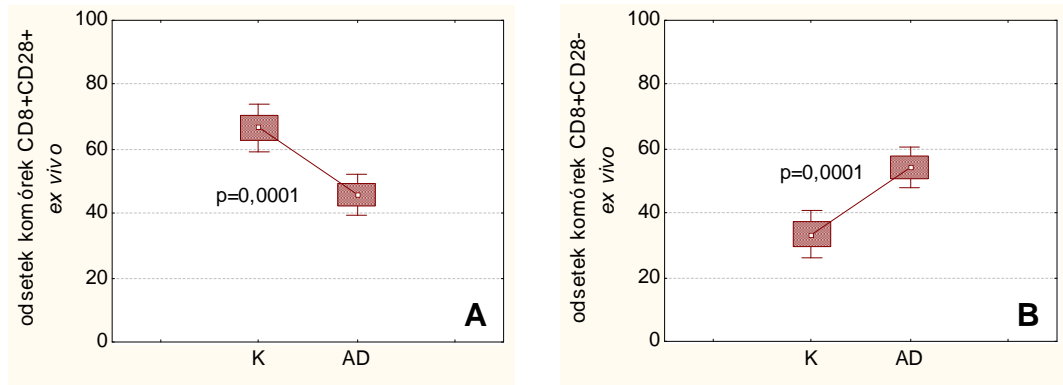 odsetek komórek CD8+CD28+
ex vivo
100
80
60
40
20
0
p=0,0001
A
K AD
odsetek komórek CD8+CD28-
ex vivo
100
80
60
40
20
0
p=0,0001
B
K AD